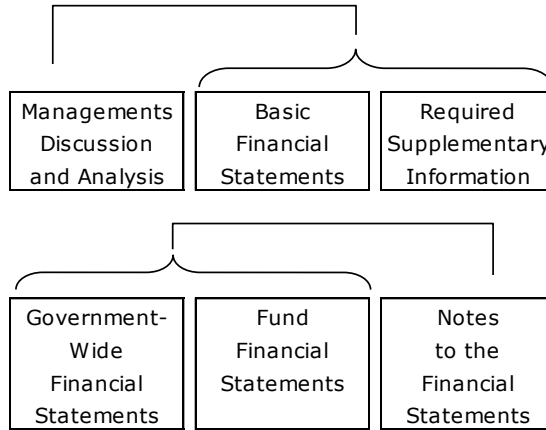 Managements
Discussion
and Analysis
Basic
Financial
Statements
Required
Supplementary
Information
Government-
Wide
Financial
Statements
Fund
Financial
Statements
Notes
to the
Financial
Statements